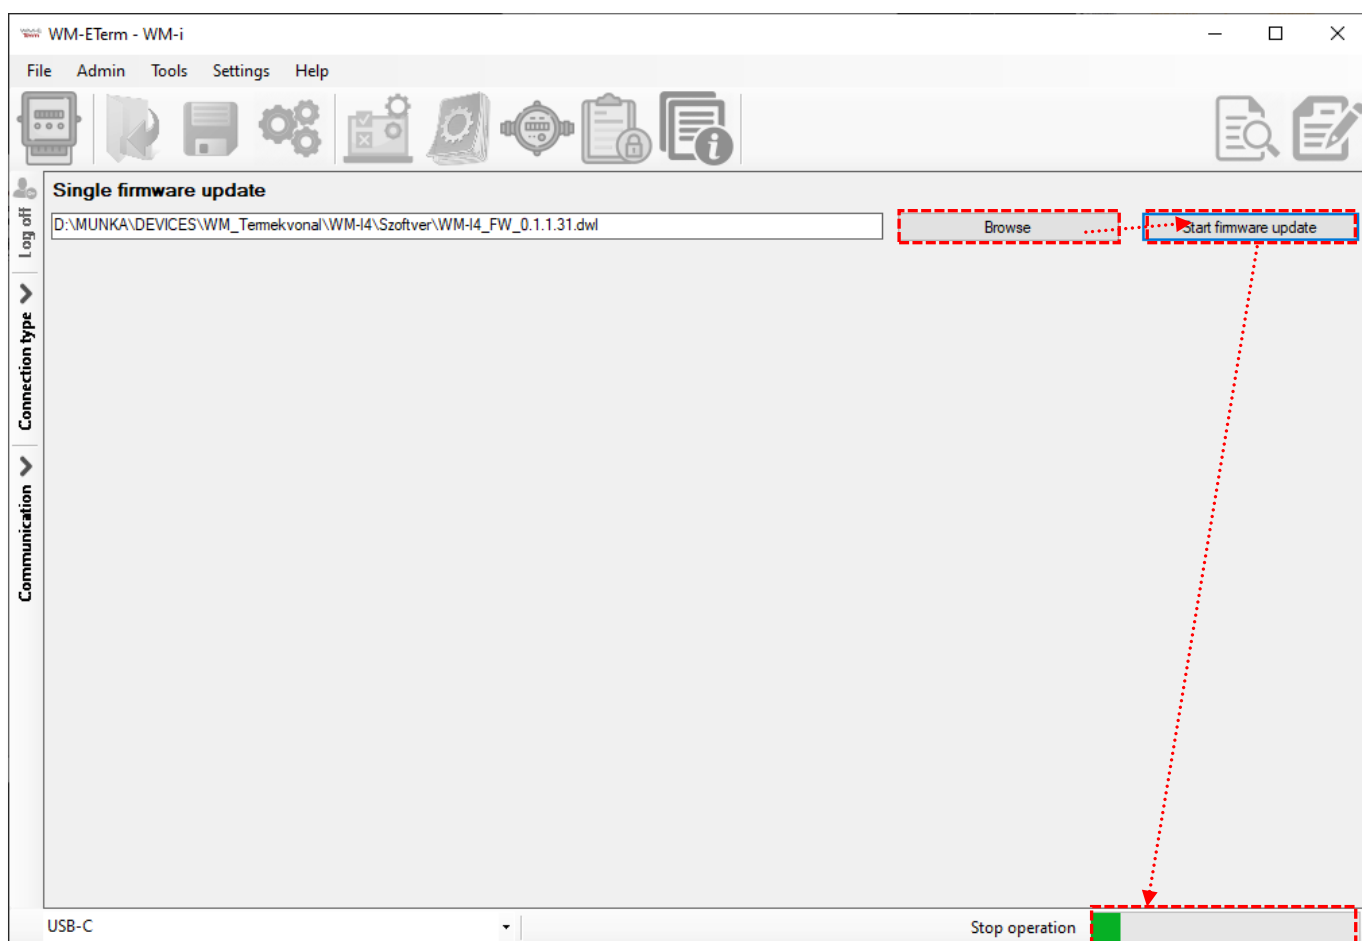 WM-ETerm - WM-i
File Admin Tools Settings Help
Log off
Connection type
Communication
Single firmware update
D:\MUNKA\DEVICES\WM_Termekvonal\WM-I4\Szoftver\WM-I4_FW_0.1.1.31.dwl
Browse
Start firmware update
USB-C
Stop operation